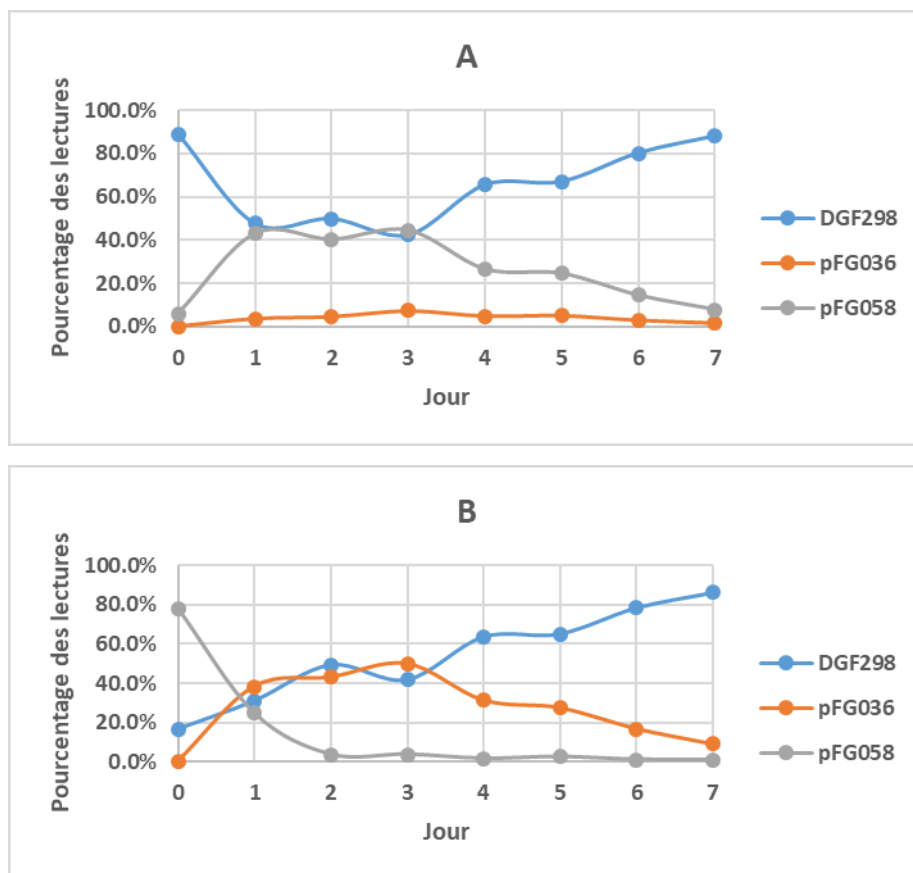 A
Pourcentage des lectures
100.0%
80.0%
60.0%
40.0%
20.0%
0.0%
0 1 2 3 4 5 6 7
Jour
DGF298
pFG036
pFG058
B
Pourcentage des lectures
100.0%
80.0%
60.0%
40.0%
20.0%
0.0%
0 1 2 3 4 5 6 7
Jour
DGF298
pFG036
pFG058